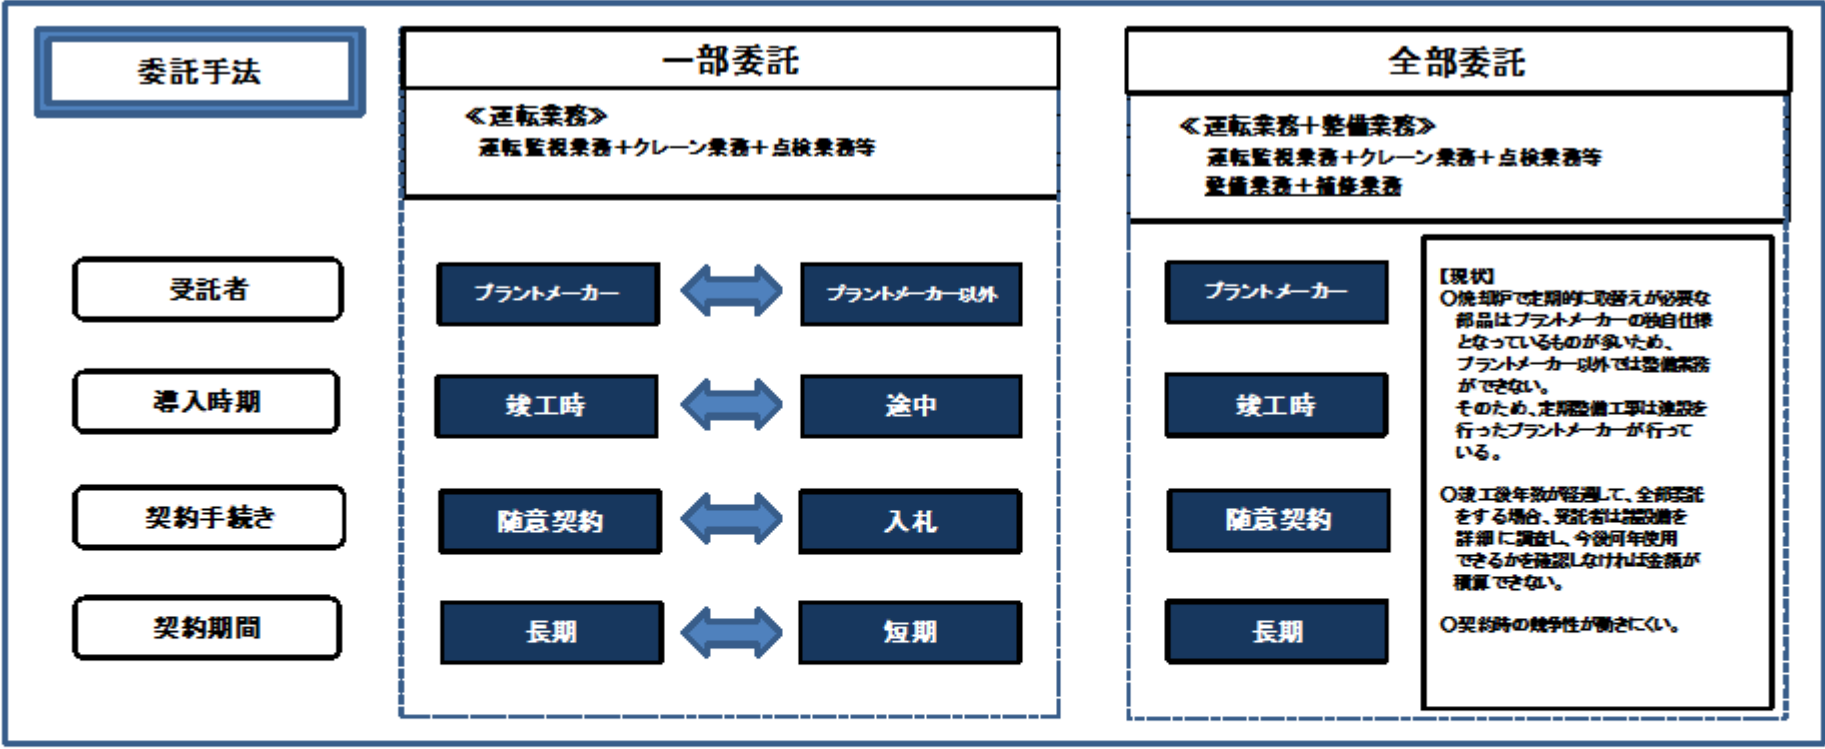 委託手法
一部委託
≪運転業務≫
運転監視業務＋クレーン業務＋点検業務等
全部委託
≪運転業務＋整備業務≫
運転監視業務＋クレーン業務＋点検業務等
整備業務＋補修業務
受託者
プラントメーカー
プラントメーカー以外
プラントメーカー
導入時期
竣工時
途中
竣工時
契約手続き
随意契約
入札
随意契約
契約期間
長期
短期
長期
【現状】
〇焼却炉で定期的に取替えが必要な
部品はプラントメーカーの独自仕様
となっているものが多いため、
プラントメーカー以外では整備業務
ができない。
そのため、定期整備工事は建設を
行ったプラントメーカーが行って
いる。
〇竣工後年数が経過して、全部委託
をする場合、受託者は諸設備を
詳細に調査し、今後何年使用
できるかを確認しなければ金額が
積算できない。
〇契約時の競争性が働きにくい。